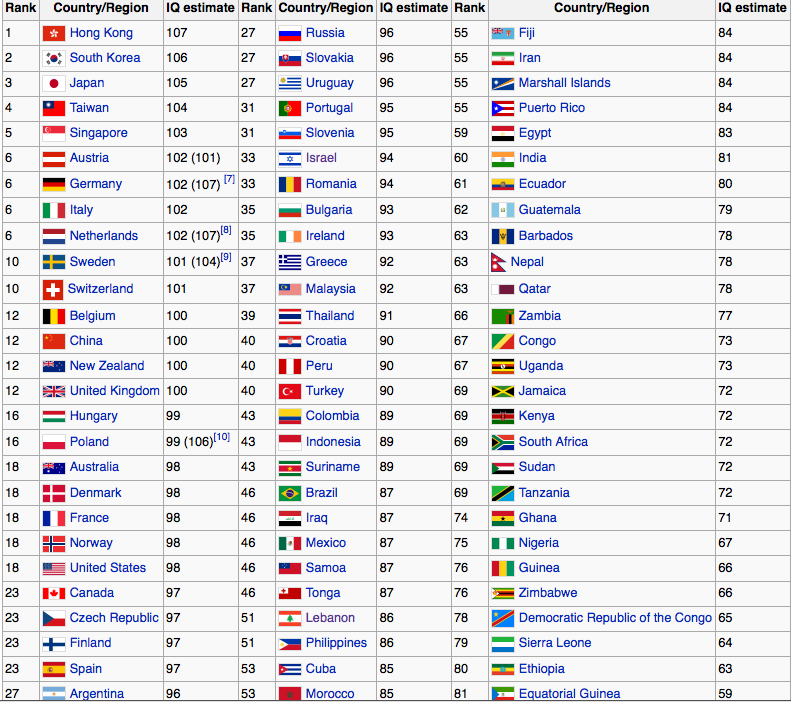 Rank Country/Region IQ estimate Rank Country/Region IQ estimate Rank Country/Region IQ estimate
1 Hong Kong 107 27 Russia 96 55 Fiji 84
2 South Korea 106 27 Slovakia 96 55 Iran 84
3 Japan 105 27 Uruguay 96 55 Marshall Islands 84
4 Taiwan 104 31 Portugal 95 55 Puerto Rico 84
5 Singapore 103 31 Slovenia 95 59 Egypt 83
6 Austria 102 (101) 33 Israel 94 60 India 81
6 Germany 102 (107) [7] 33 Romania 94 61 Ecuador 80
6 Italy 102 35 Bulgaria 93 62 Guatemala 79
6 Netherlands 102 (107)[8] 35 Ireland 93 63 Barbados 78
10 Sweden 101 (104)[9] 37 Greece 92 63 Nepal 78
10 Switzerland 101 37 Malaysia 92 63 Qatar 78
12 Belgium 100 39 Thailand 91 66 Zambia 77
12 China 100 40 Croatia 90 67 Congo 73
12 New Zealand 100 40 Peru 90 67 Uganda 73
12 United Kingdom 100 40 Turkey 90 69 Jamaica 72
16 Hungary 99 43 Colombia 89 69 Kenya 72
16 Poland 99 (106)[10] 43 Indonesia 89 69 South Africa 72
18 Australia 98 43 Suriname 89 69 Sudan 72
18 Denmark 98 46 Brazil 87 69 Tanzania 72
18 France 98 46 Iraq 87 74 Ghana 71
18 Norway 98 46 Mexico 87 75 Nigeria 67
18 United States 98 46 Samoa 87 76 Guinea 66
23 Canada 97 46 Tonga 87 76 Zimbabwe 66
23 Czech Republic 97 51 Lebanon 86 78 Democratic Republic of the Congo 65
23 Finland 97 51 Philippines 86 79 Sierra Leone 64
23 Spain 97 53 Cuba 85 80 Ethiopia 63
27 Argentina 96 53 Morocco 85 81 Equatorial Guinea 59